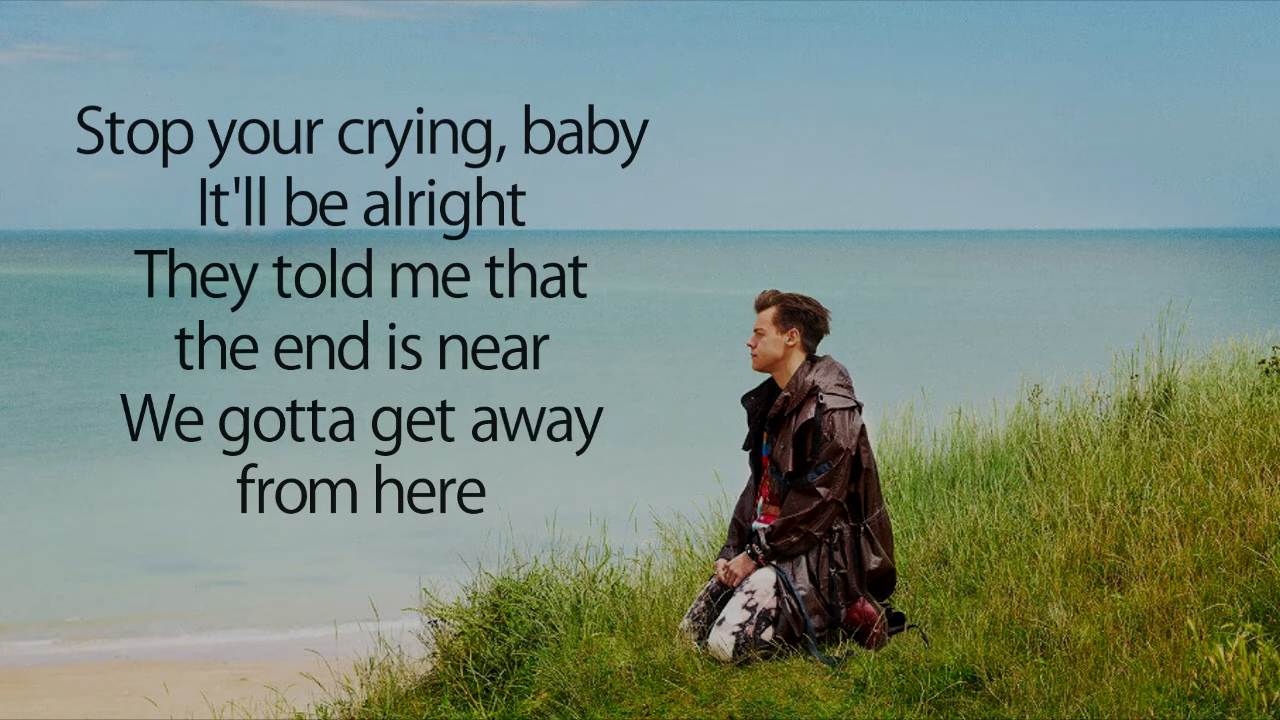 Stop your crying, baby
It'll be alright
They told me that
the end is near
We gotta get away
from here